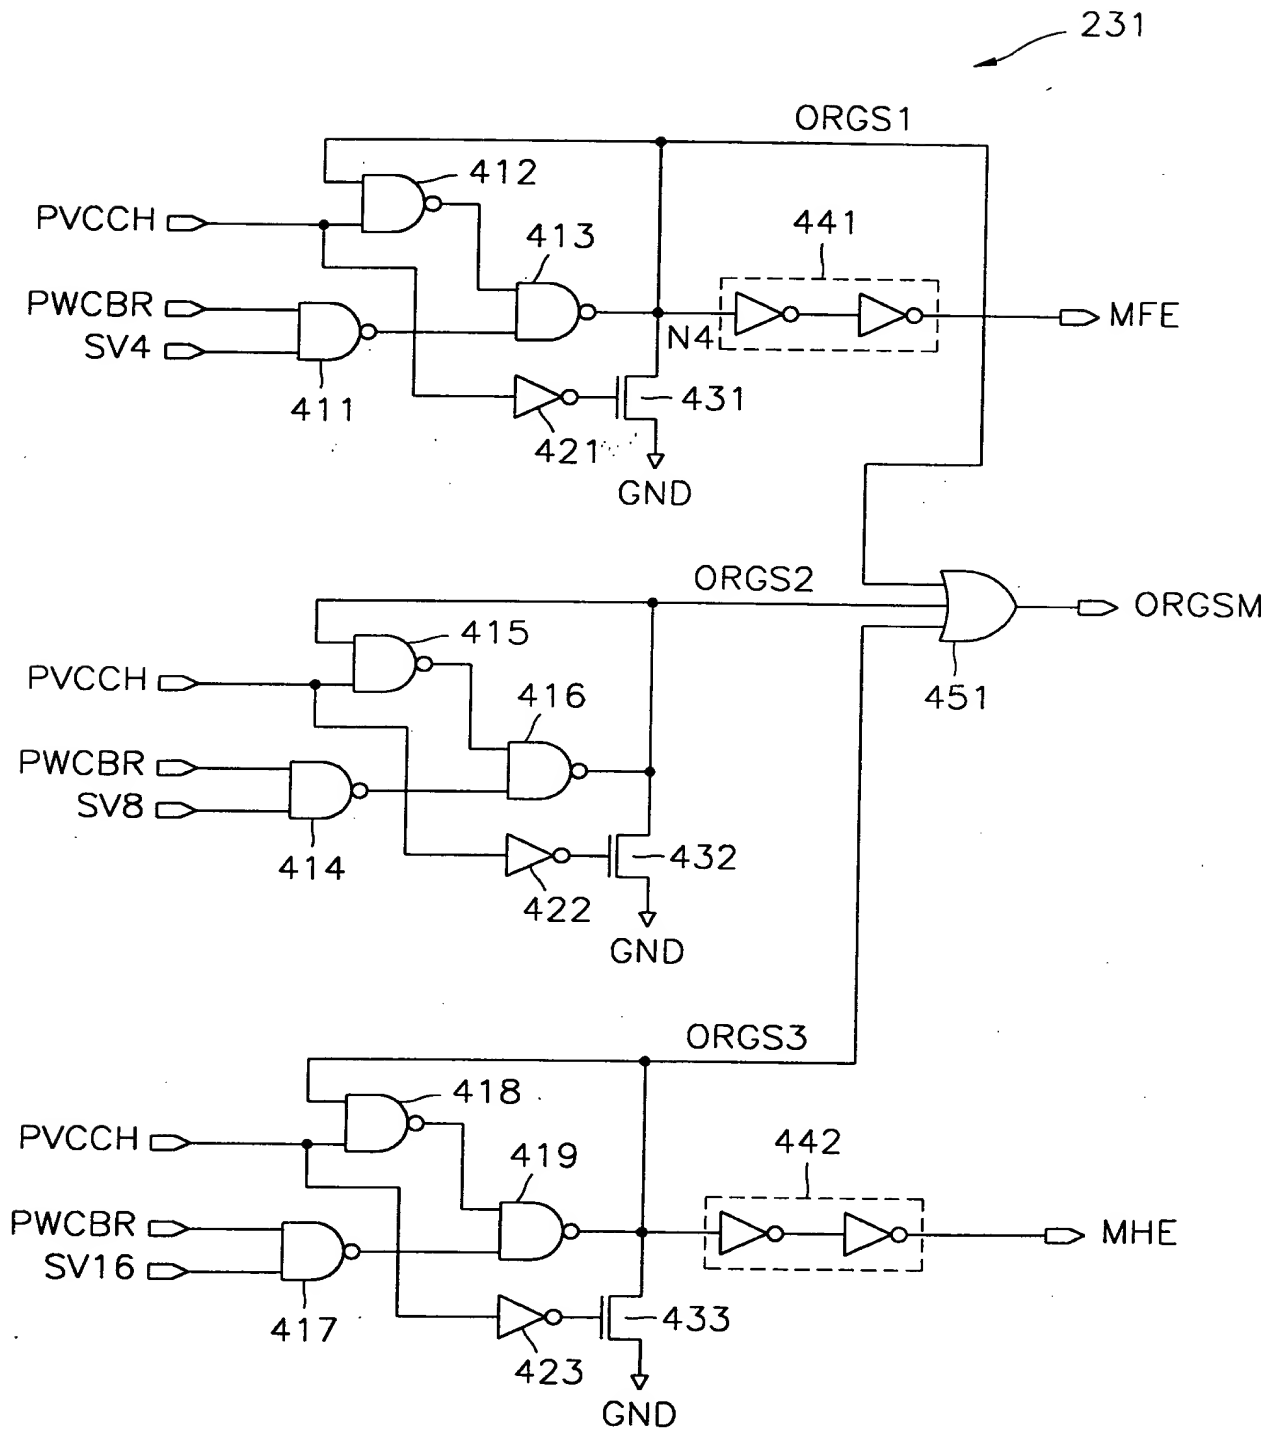 231
ORGS1
412
PVCCH
413
441
PWCBR
MFE
SV4
N4
411
431
421
GND
ORGS2
ORGSM
415
PVCCH
416
451
PWCBR
SV8
414
432
422
GND
ORGS3
418
PVCCH
419
442
PWCBR
MHE
SV16
417
433
423
GND